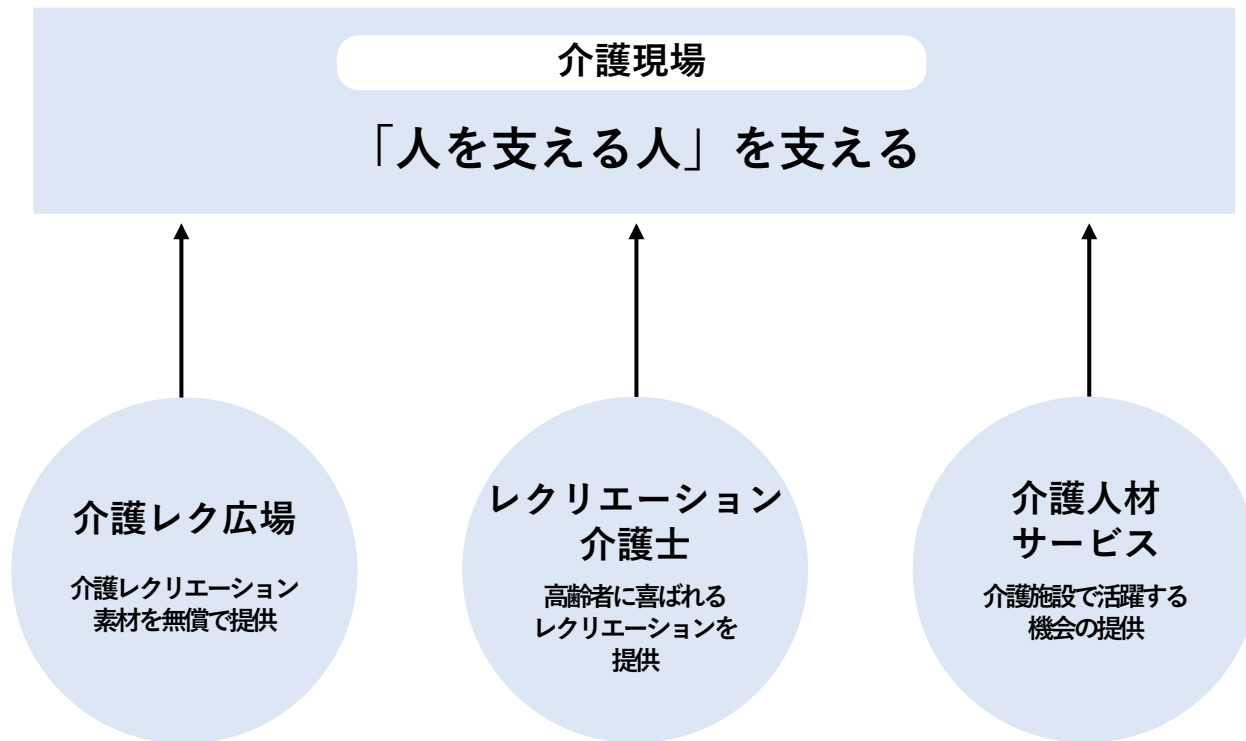 介護現場
「人を支える人」を支える
介護レク広場
介護レクリエーション
素材を無償で提供
レクリエーション
介護士
高齢者に喜ばれる
レクリエーションを
提供
介護人材
サービス
介護施設で活躍する
機会の提供